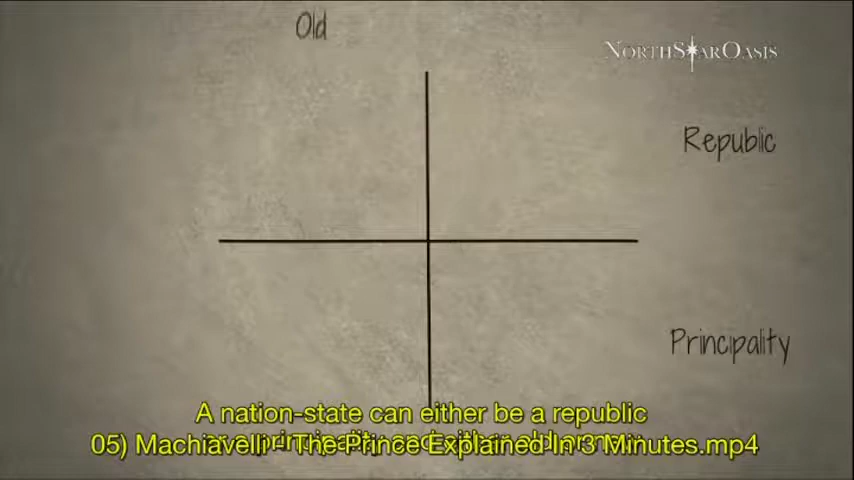 Old
NORTHSTAROASIS
Republic
Principality
A nation-state can either be a republic
05) Machiavelli - The Prince Explained In 3 Minutes.mp4